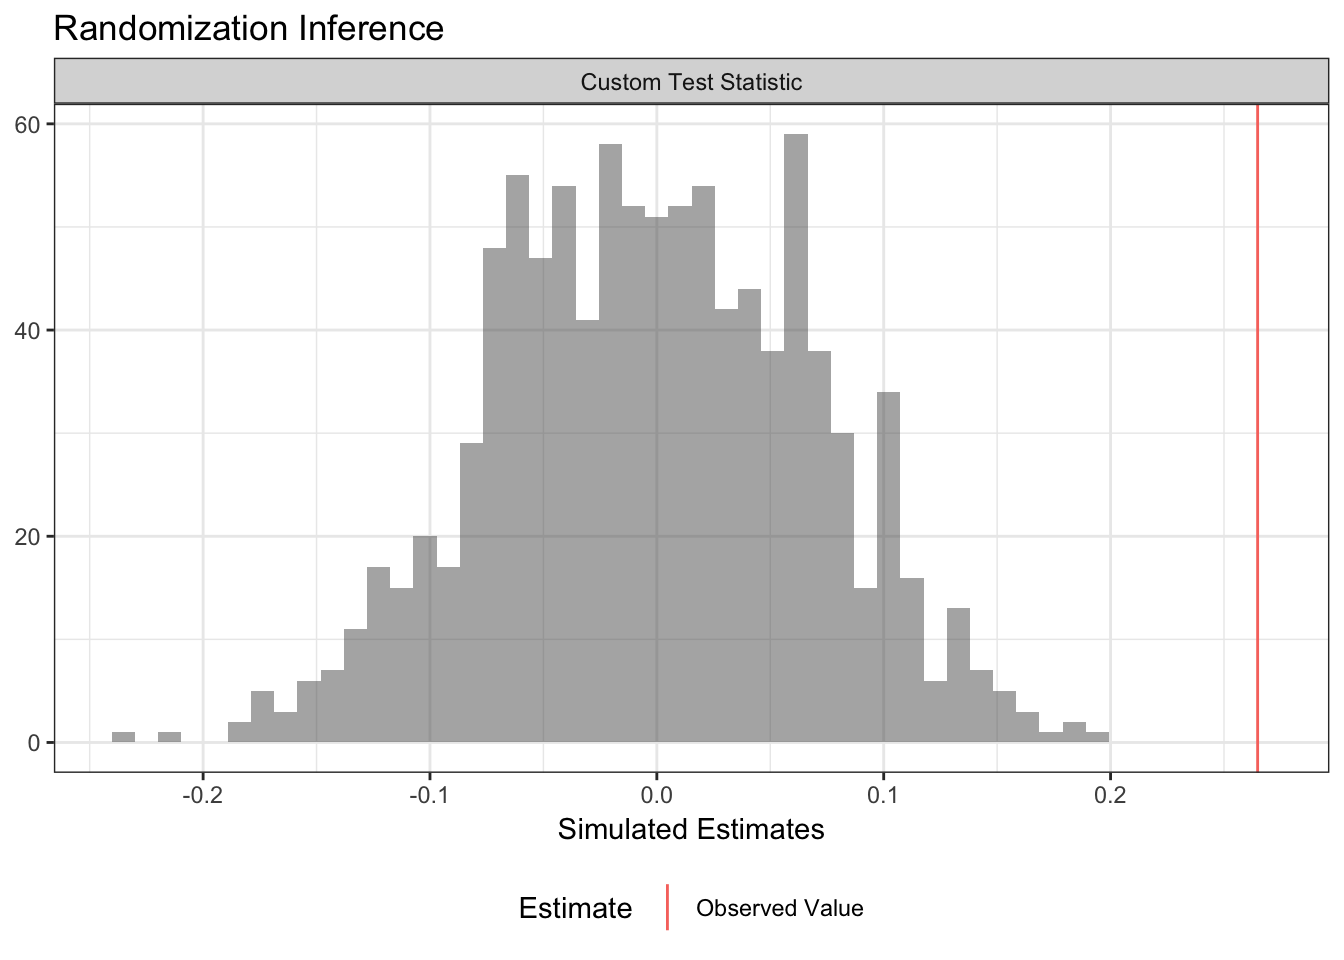 Randomization Inference
Custom Test Statistic
60
40
20
0
-0.2 -0.1 0.0 0.1 0.2
Simulated Estimates
Estimate Observed Value